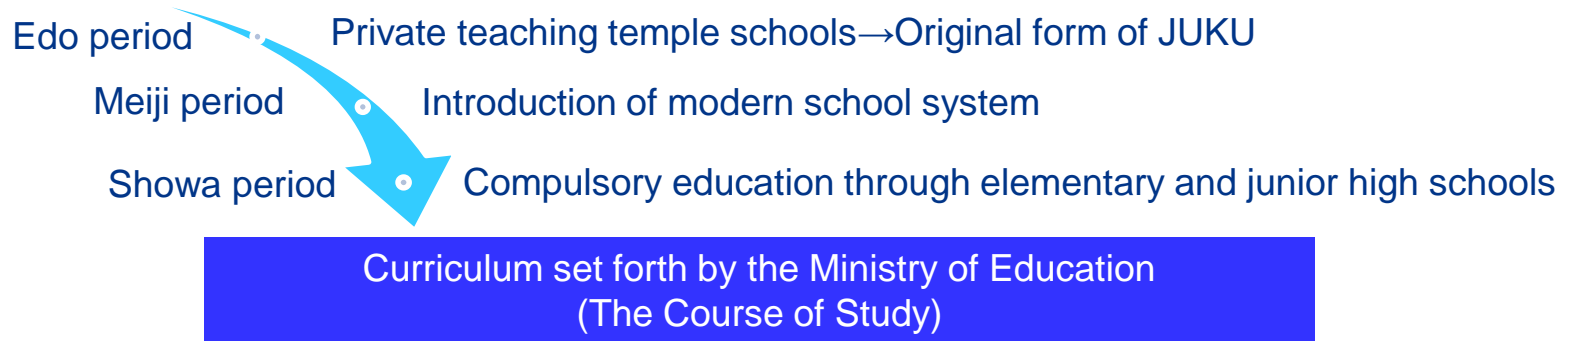 Edo period Private teaching temple schools→Original form of JUKU
Meiji period Introduction of modern school system
Showa period Compulsory education through elementary and junior high schools
Curriculum set forth by the Ministry of Education
(The Course of Study)